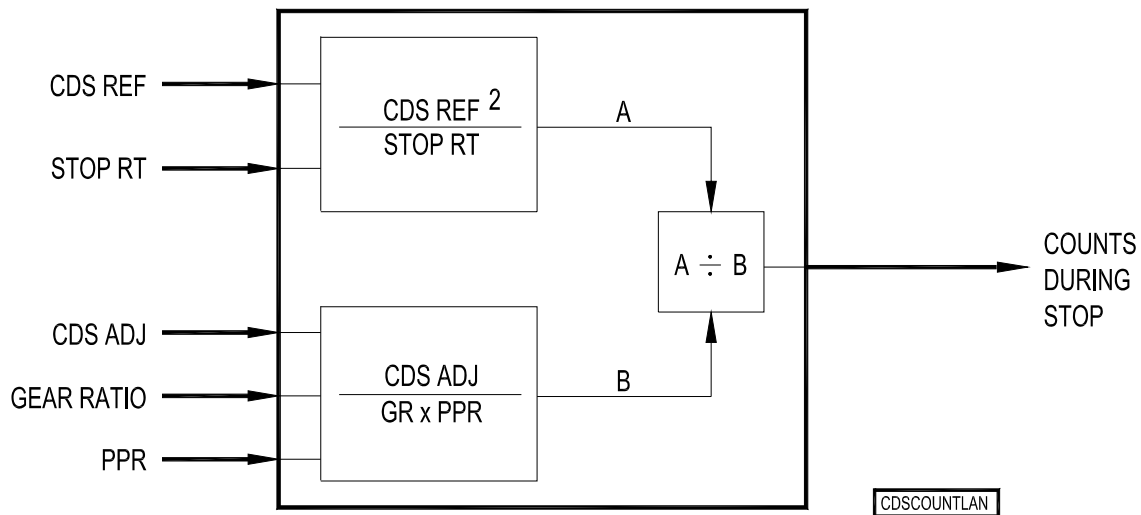 CDS REF
STOP RT
CDS REF 2
STOP RT
A
A ÷ B
COUNTS
DURING
STOP
CDS ADJ
GEAR RATIO
PPR
CDS ADJ
GR x PPR
B
CDSCOUNTLAN